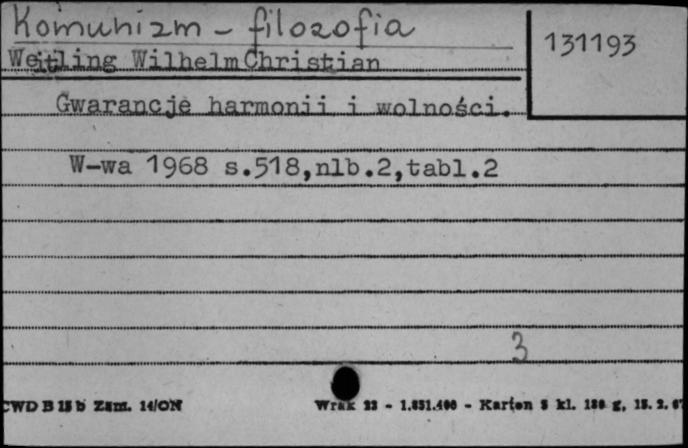 Komunizm - filozofia
131193
Weitling Wilhelm Christian
Gwarancje harmonii i wolności.
W-wa 1968 s.518,nlb.2,tabl.2
3
CWD B 15 b Zam. 14/ON
Wrak 23 - 1.851.400 - Karton 5 kl. 180 g, 15. 2. 67